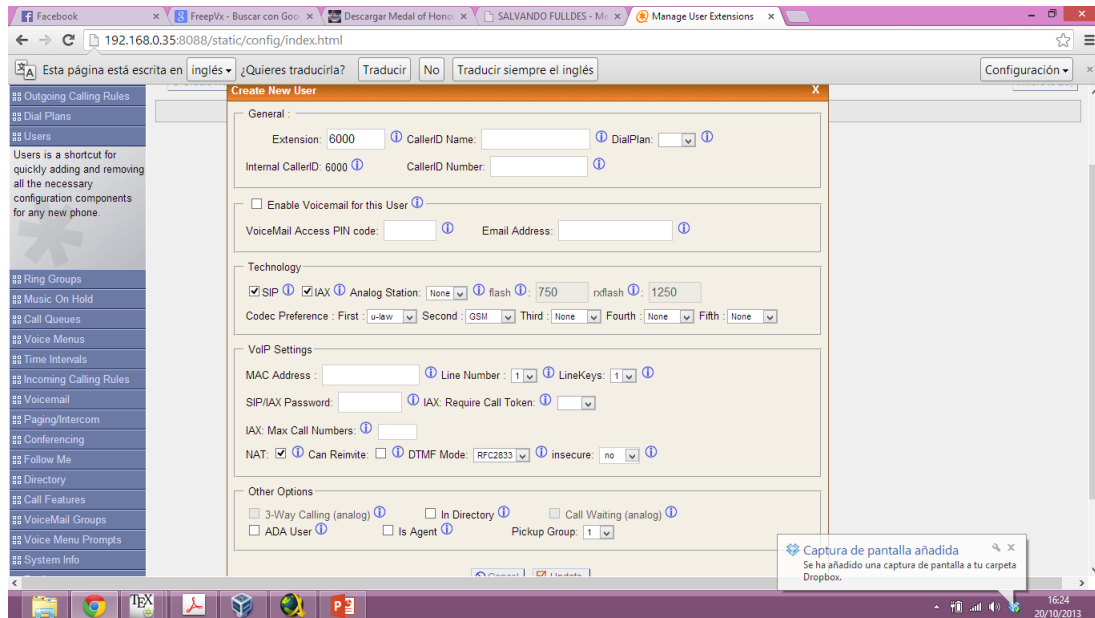 Facebook
FreepVx - Buscar con Goo
Descargar Medal of Hono
SALVANDO FULLDES - Me
Manage User Extensions
192.168.0.35:8088/static/config/index.html
Esta página está escrita en inglés ¿Quieres traducirla? Traducir No Traducir siempre el inglés Configuración
Outgoing Calling Rules
Dial Plans
Users
Users is a shortcut for
quickly adding and removing
all the necessary
configuration components
for any new phone.
Ring Groups
Music On Hold
Call Queues
Voice Menus
Time Intervals
Incoming Calling Rules
Voicemail
Paging/Intercom
Conferencing
Follow Me
Directory
Call Features
VoiceMail Groups
Voice Menu Prompts
System Info
Create New User X
General :
Extension: 6000 CallerID Name: DialPlan:
Internal CallerID: 6000 CallerID Number:
Enable Voicemail for this User
VoiceMail Access PIN code: Email Address:
Technology
SIP IAX Analog Station: None flash : 750 rxflash : 1250
Codec Preference : First : u-law Second : GSM Third : None Fourth : None Fifth : None
VoIP Settings
MAC Address : Line Number : 1 LineKeys: 1
SIP/IAX Password: IAX: Require Call Token:
IAX: Max Call Numbers:
NAT: Can Reinvite: DTMF Mode: RFC2833 insecure: no
Other Options
3-Way Calling (analog) In Directory Call Waiting (analog)
ADA User Is Agent Pickup Group: 1
Cancel Update
Captura de pantalla añadida
Se ha añadido una captura de pantalla a tu carpeta
Dropbox.
TEX
16:24
20/10/2013